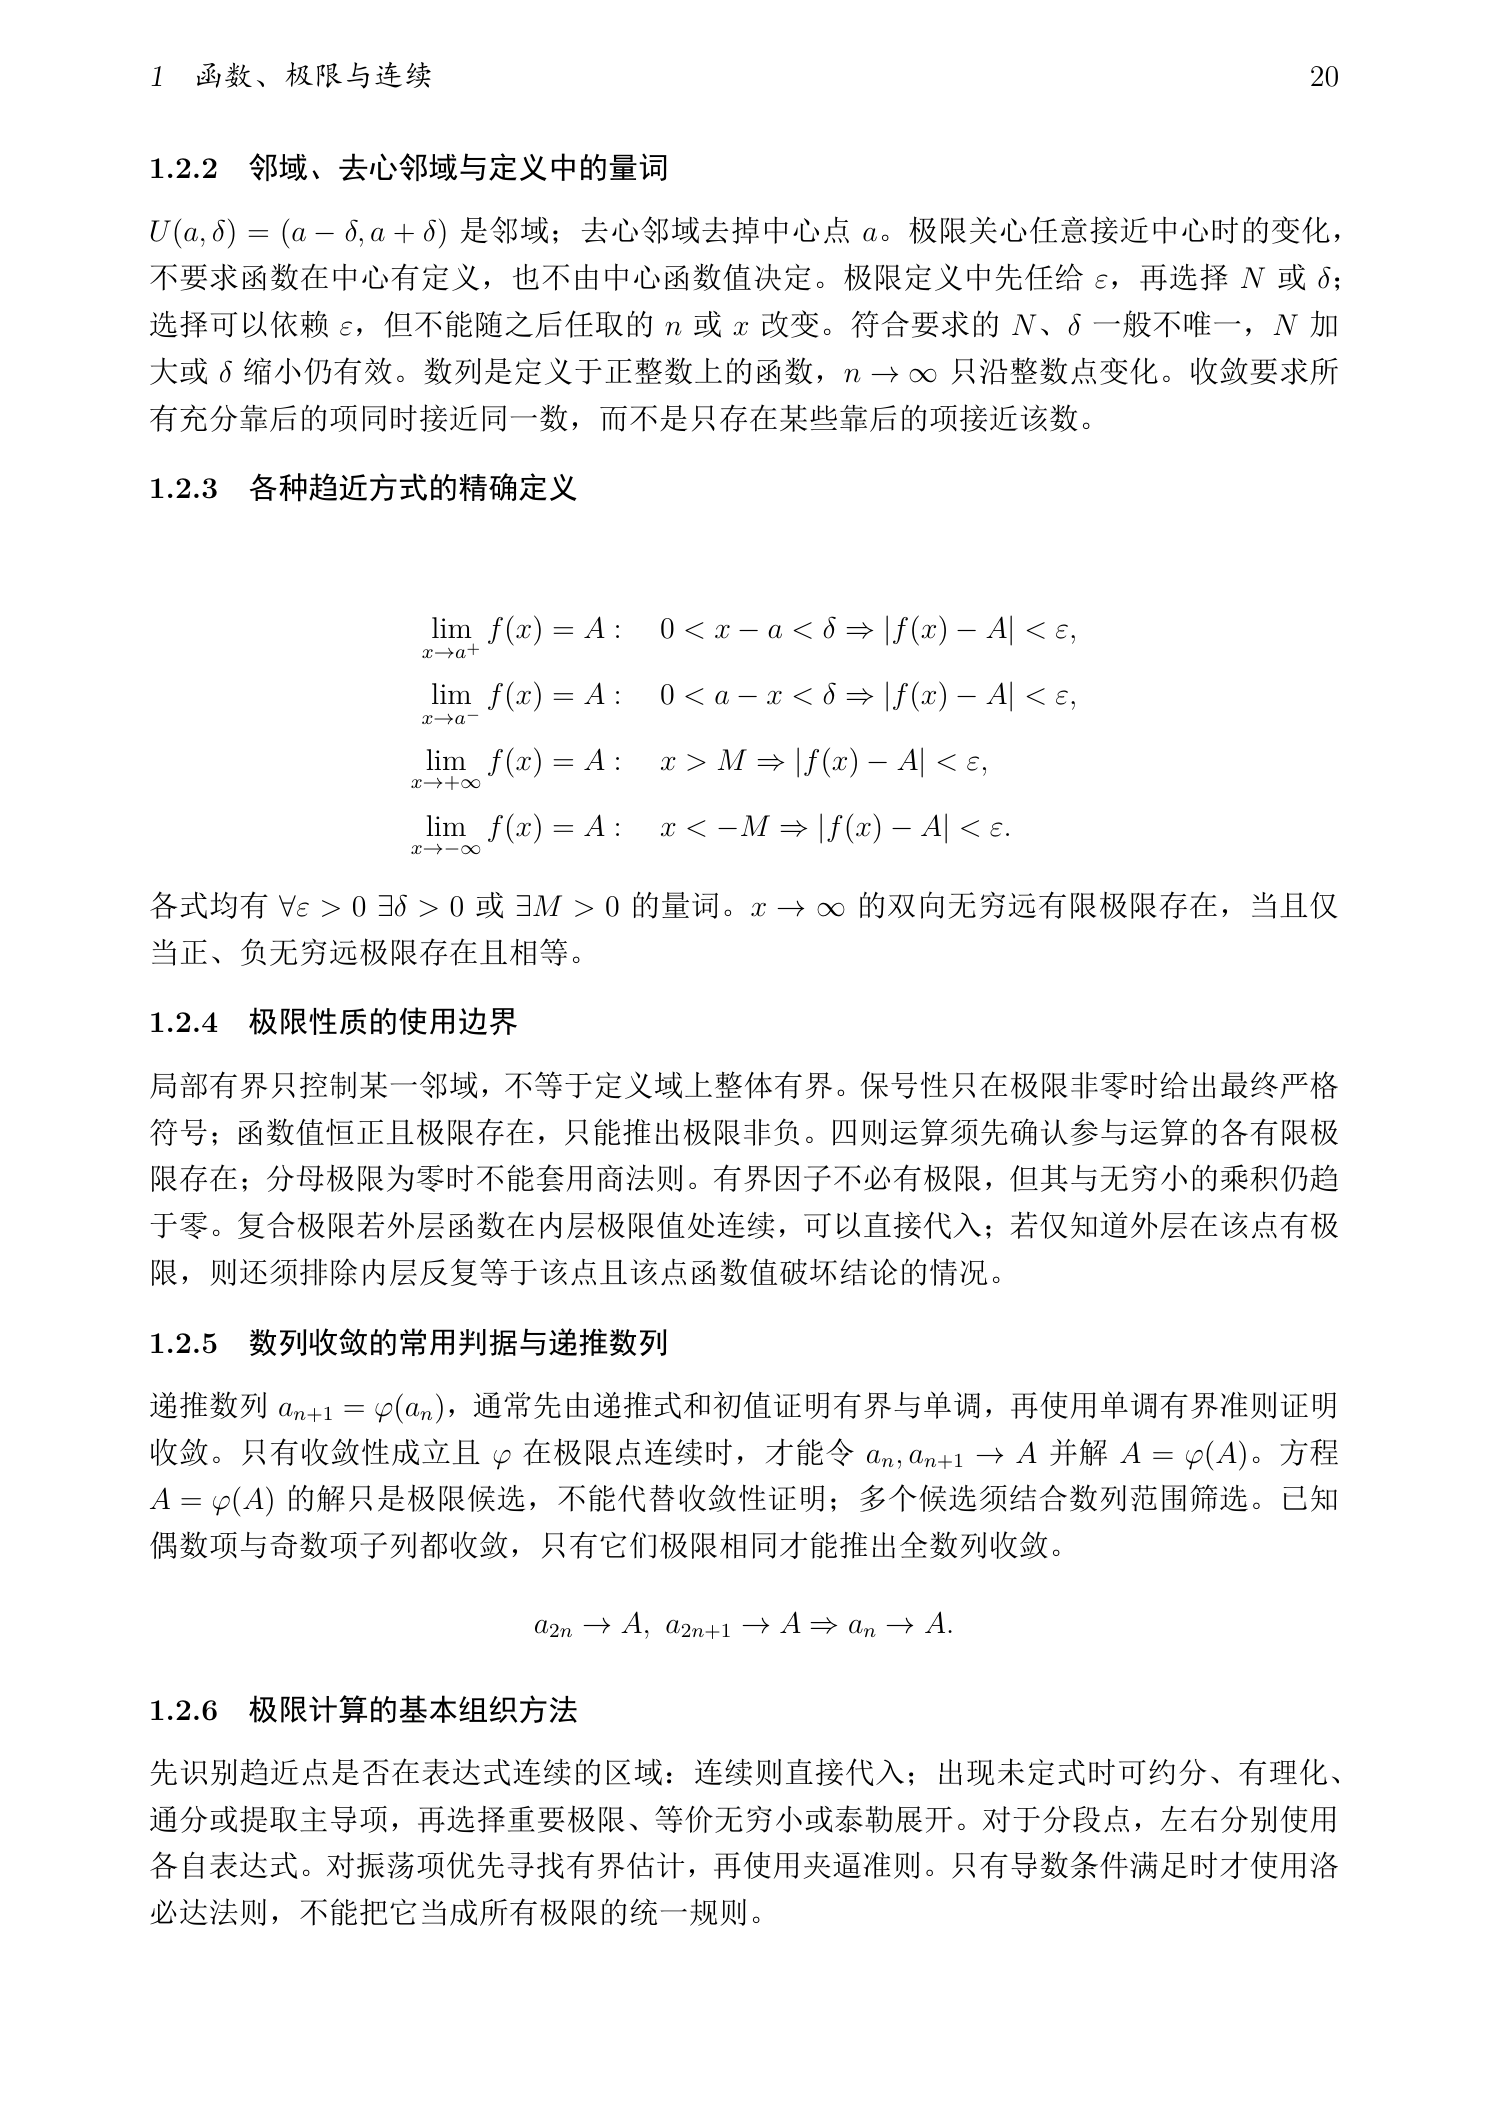 1 函数、极限与连续 20
1.2.2 邻域、去心邻域与定义中的量词
U(a, δ) = (a − δ, a + δ) 是邻域；去心邻域去掉中心点 a。极限关心任意接近中心时的变化，
不要求函数在中心有定义，也不由中心函数值决定。极限定义中先任给 ε，再选择 N 或 δ；
选择可以依赖 ε，但不能随之后任取的 n 或 x 改变。符合要求的 N、δ 一般不唯一，N 加
大或 δ 缩小仍有效。数列是定义于正整数上的函数，n → ∞ 只沿整数点变化。收敛要求所
有充分靠后的项同时接近同一数，而不是只存在某些靠后的项接近该数。
1.2.3 各种趋近方式的精确定义
lim_{x→a⁺} f(x) = A : 0 < x − a < δ ⇒ |f(x) − A| < ε,
lim_{x→a⁻} f(x) = A : 0 < a − x < δ ⇒ |f(x) − A| < ε,
lim_{x→+∞} f(x) = A : x > M ⇒ |f(x) − A| < ε,
lim_{x→−∞} f(x) = A : x < −M ⇒ |f(x) − A| < ε.
各式均有 ∀ε > 0 ∃δ > 0 或 ∃M > 0 的量词。x → ∞ 的双向无穷远有限极限存在，当且仅
当正、负无穷远极限存在且相等。
1.2.4 极限性质的使用边界
局部有界只控制某一邻域，不等于定义域上整体有界。保号性只在极限非零时给出最终严格
符号；函数值恒正且极限存在，只能推出极限非负。四则运算须先确认参与运算的各有限极
限存在；分母极限为零时不能套用商法则。有界因子不必有极限，但其与无穷小的乘积仍趋
于零。复合极限若外层函数在内层极限值处连续，可以直接代入；若仅知道外层在该点有极
限，则还须排除内层反复等于该点且该点函数值破坏结论的情况。
1.2.5 数列收敛的常用判据与递推数列
递推数列 a_{n+1} = φ(a_n)，通常先由递推式和初值证明有界与单调，再使用单调有界准则证明
收敛。只有收敛性成立且 φ 在极限点连续时，才能令 a_n, a_{n+1} → A 并解 A = φ(A)。方程
A = φ(A) 的解只是极限候选，不能代替收敛性证明；多个候选须结合数列范围筛选。已知
偶数项与奇数项子列都收敛，只有它们极限相同才能推出全数列收敛。
a_{2n} → A, a_{2n+1} → A ⇒ a_n → A.
1.2.6 极限计算的基本组织方法
先识别趋近点是否在表达式连续的区域：连续则直接代入；出现未定式时可约分、有理化、
通分或提取主导项，再选择重要极限、等价无穷小或泰勒展开。对于分段点，左右分别使用
各自表达式。对振荡项优先寻找有界估计，再使用夹逼准则。只有导数条件满足时才使用洛
必达法则，不能把它当成所有极限的统一规则。